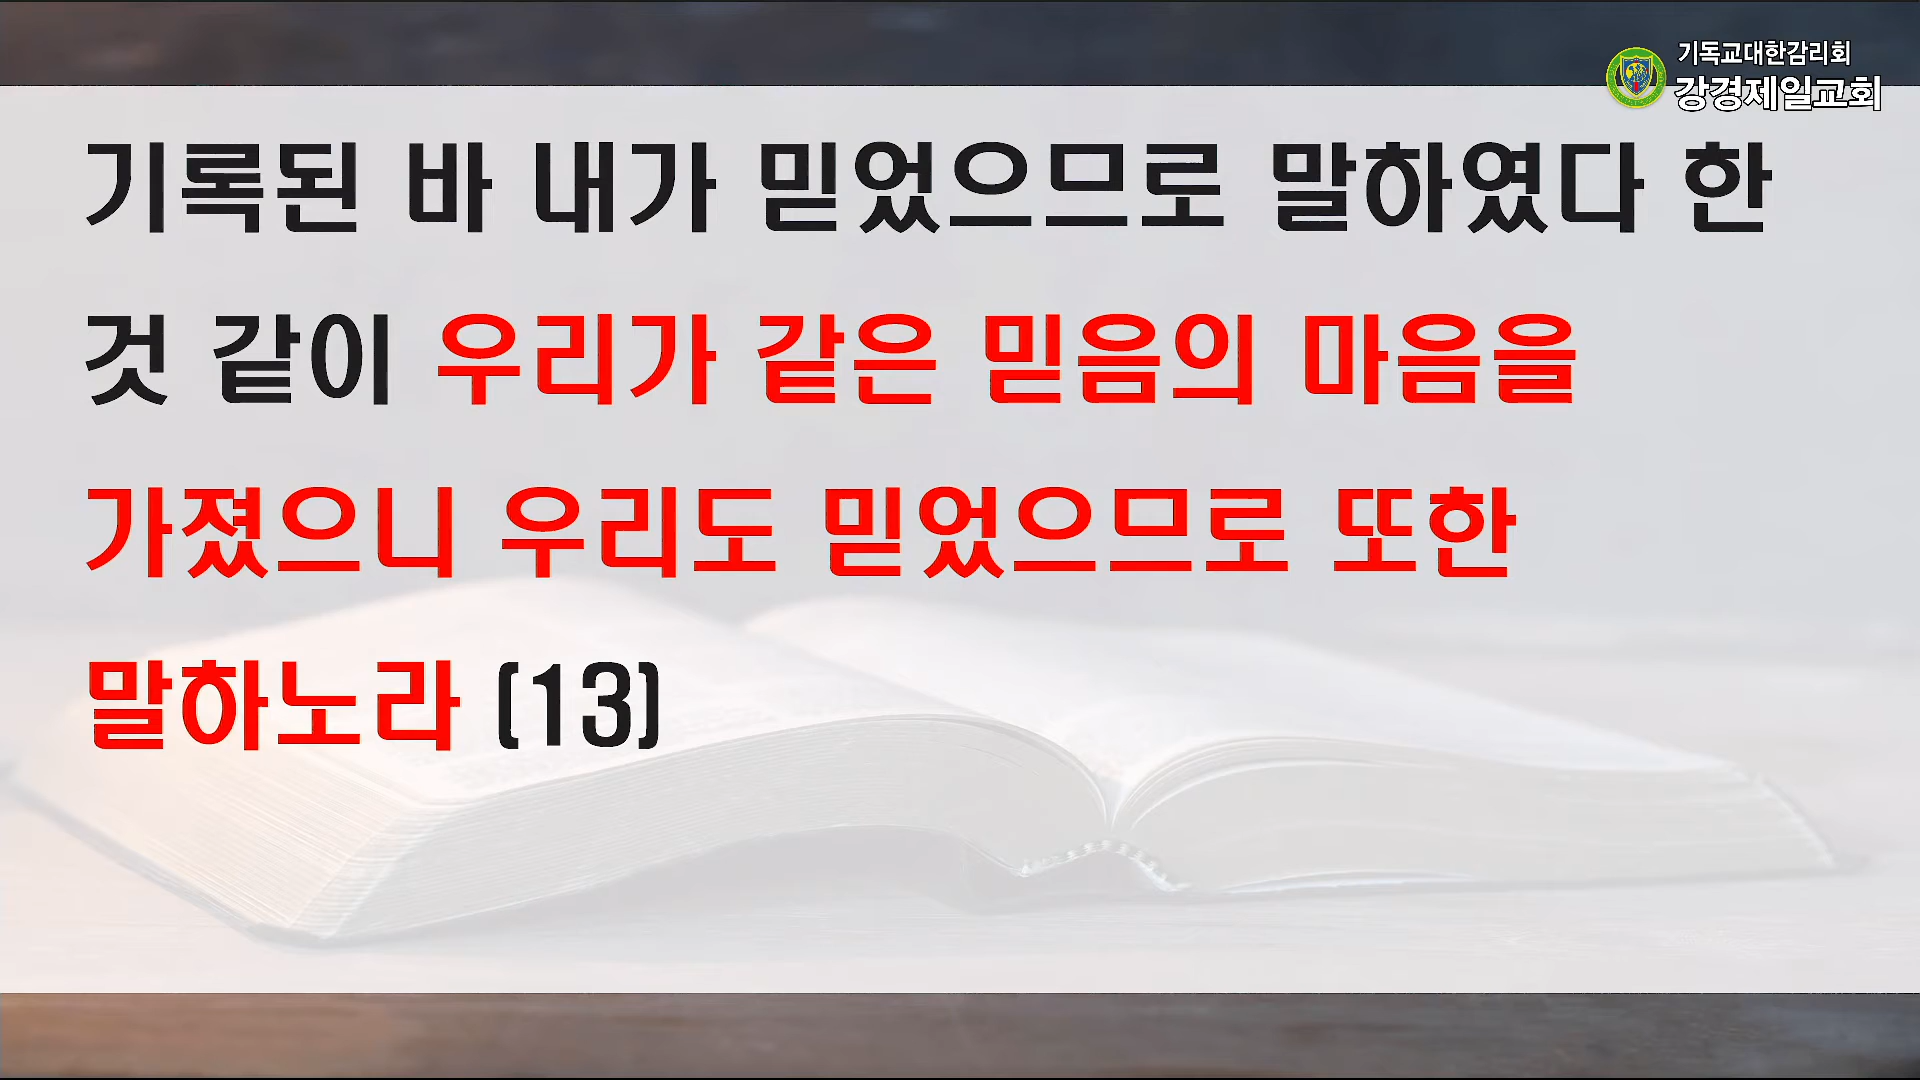 기독교대한감리회
강경제일교회
기록된 바 내가 믿었으므로 말하였다 한
것 같이 우리가 같은 믿음의 마음을
가졌으니 우리도 믿었으므로 또한
말하노라 (13)